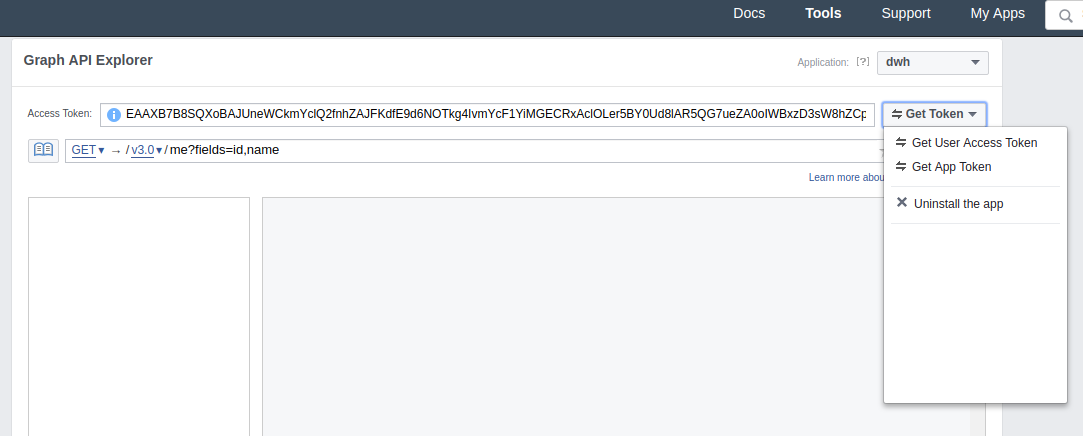 Docs Tools Support My Apps
Graph API Explorer
Application: [?] dwh
Access Token: EAAXB7B8SQXoBAJUneWCkmYclQ2fnhZAJFKdfE9d6NOTkg4IvmYcF1YiMGECRxAclOLer5BY0Ud8lAR5QG7ueZA0oIWBxzD3sW8hZCp Get Token
GET → / v3.0 / me?fields=id,name
Get User Access Token
Get App Token
Learn more abou
Uninstall the app